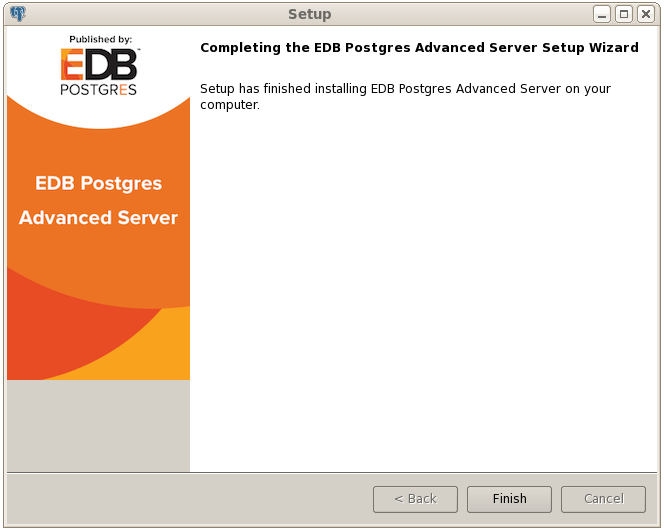 Setup
Published by:
EDB
POSTGRES
EDB Postgres
Advanced Server
Completing the EDB Postgres Advanced Server Setup Wizard
Setup has finished installing EDB Postgres Advanced Server on your
computer.
< Back
Finish
Cancel